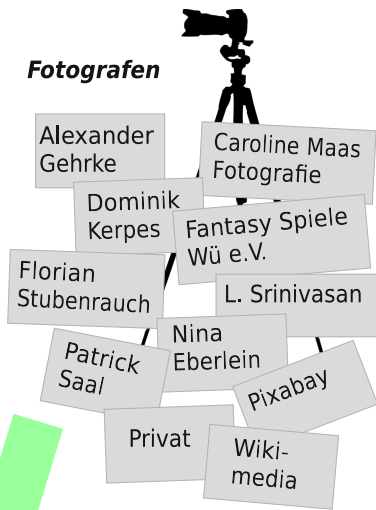 Fotografen
Alexander
Gehrke
Caroline Maas
Fotografie
Dominik
Kerpes
Fantasy Spiele
Wü e.V.
Florian
Stubenrauch
L. Srinivasan
Nina
Eberlein
Patrick
Saal
Pixabay
Privat
Wiki-
media